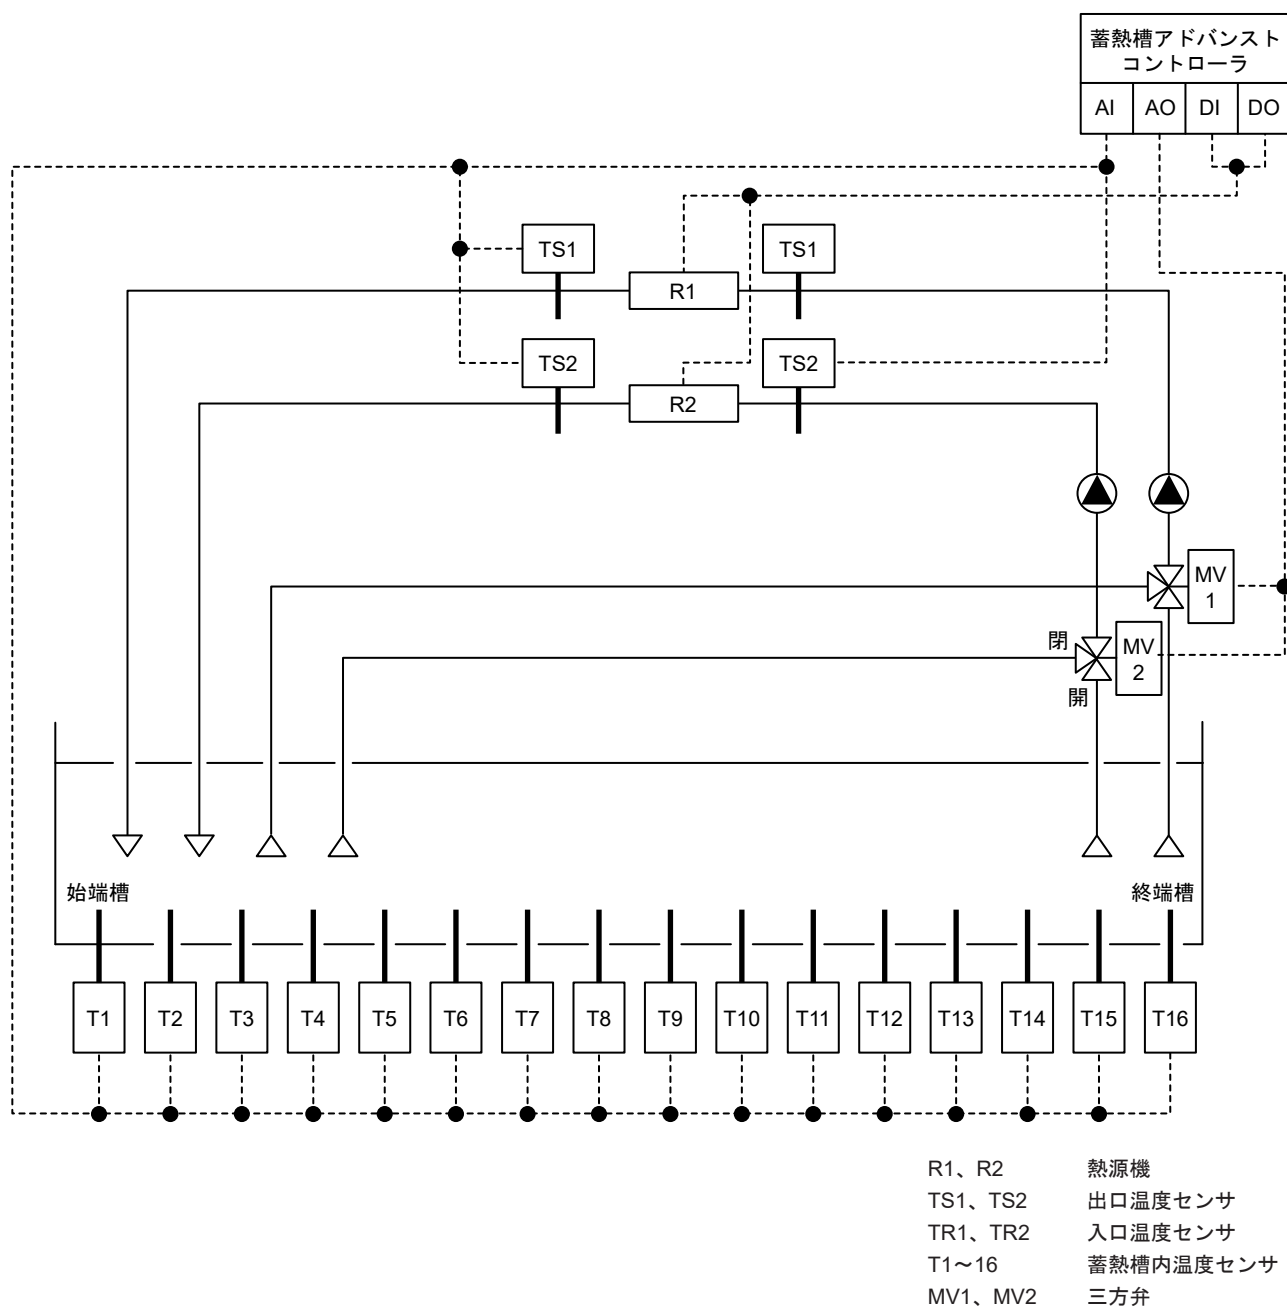 蓄熱槽アドバンスト
コントローラ
AI AO DI DO
TS1 TS1
R1
TS2 TS2
R2
MV
1
閉 MV
2
開
始端槽 終端槽
T1 T2 T3 T4 T5 T6 T7 T8 T9 T10 T11 T12 T13 T14 T15 T16
R1、R2 熱源機
TS1、TS2 出口温度センサ
TR1、TR2 入口温度センサ
T1～16 蓄熱槽内温度センサ
MV1、MV2 三方弁